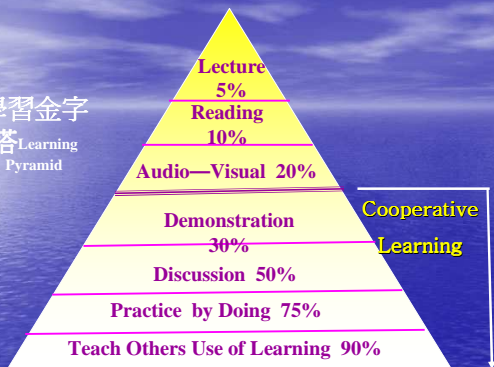 Lecture
5%
Reading
10%
學習金字
塔Learning
Pyramid
Audio—Visual 20%
Demonstration
30%
Cooperative
Learning
Discussion 50%
Practice by Doing 75%
Teach Others Use of Learning 90%